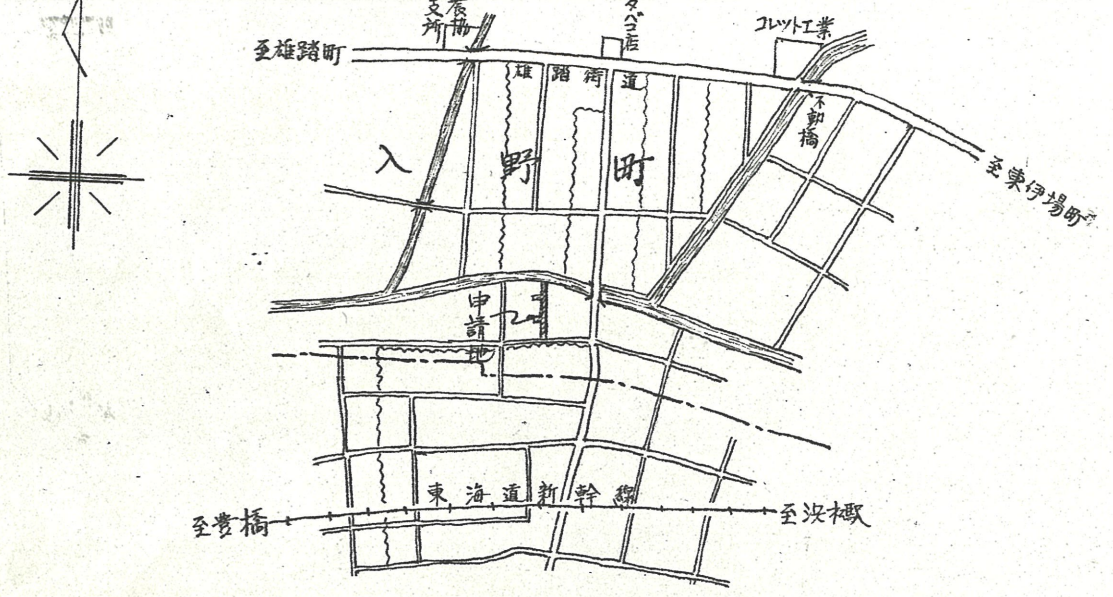 農協
支所
タバコ店
コレット工業
至雄踏町
雄踏街道
不動橋
入野町
至東伊場町
申請地
東海道新幹線
至豊橋
至浜松駅